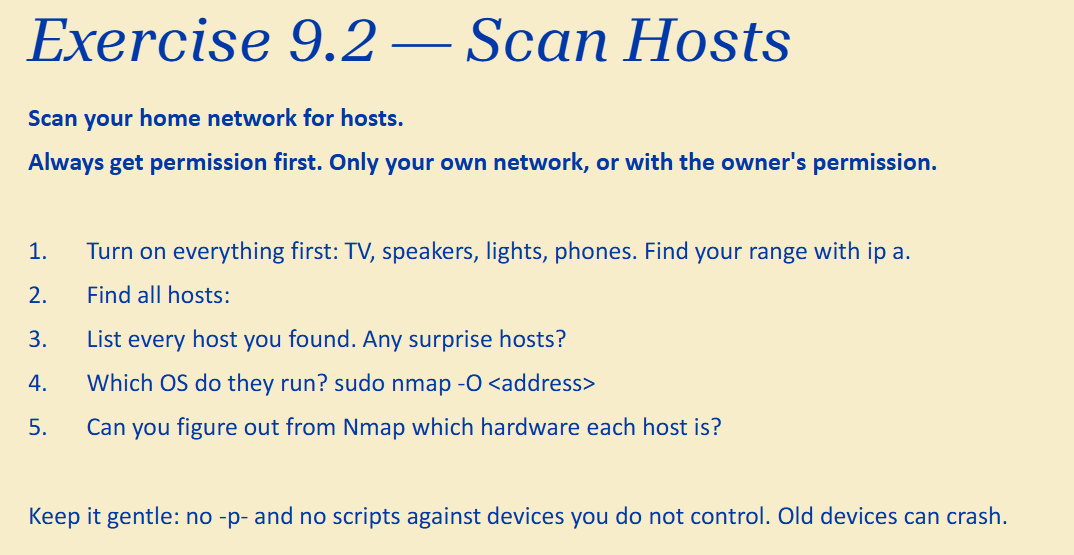 Exercise 9.2 — Scan Hosts
Scan your home network for hosts.
Always get permission first. Only your own network, or with the owner's permission.
1. Turn on everything first: TV, speakers, lights, phones. Find your range with ip a.
2. Find all hosts:
3. List every host you found. Any surprise hosts?
4. Which OS do they run? sudo nmap -O <address>
5. Can you figure out from Nmap which hardware each host is?
Keep it gentle: no -p- and no scripts against devices you do not control. Old devices can crash.